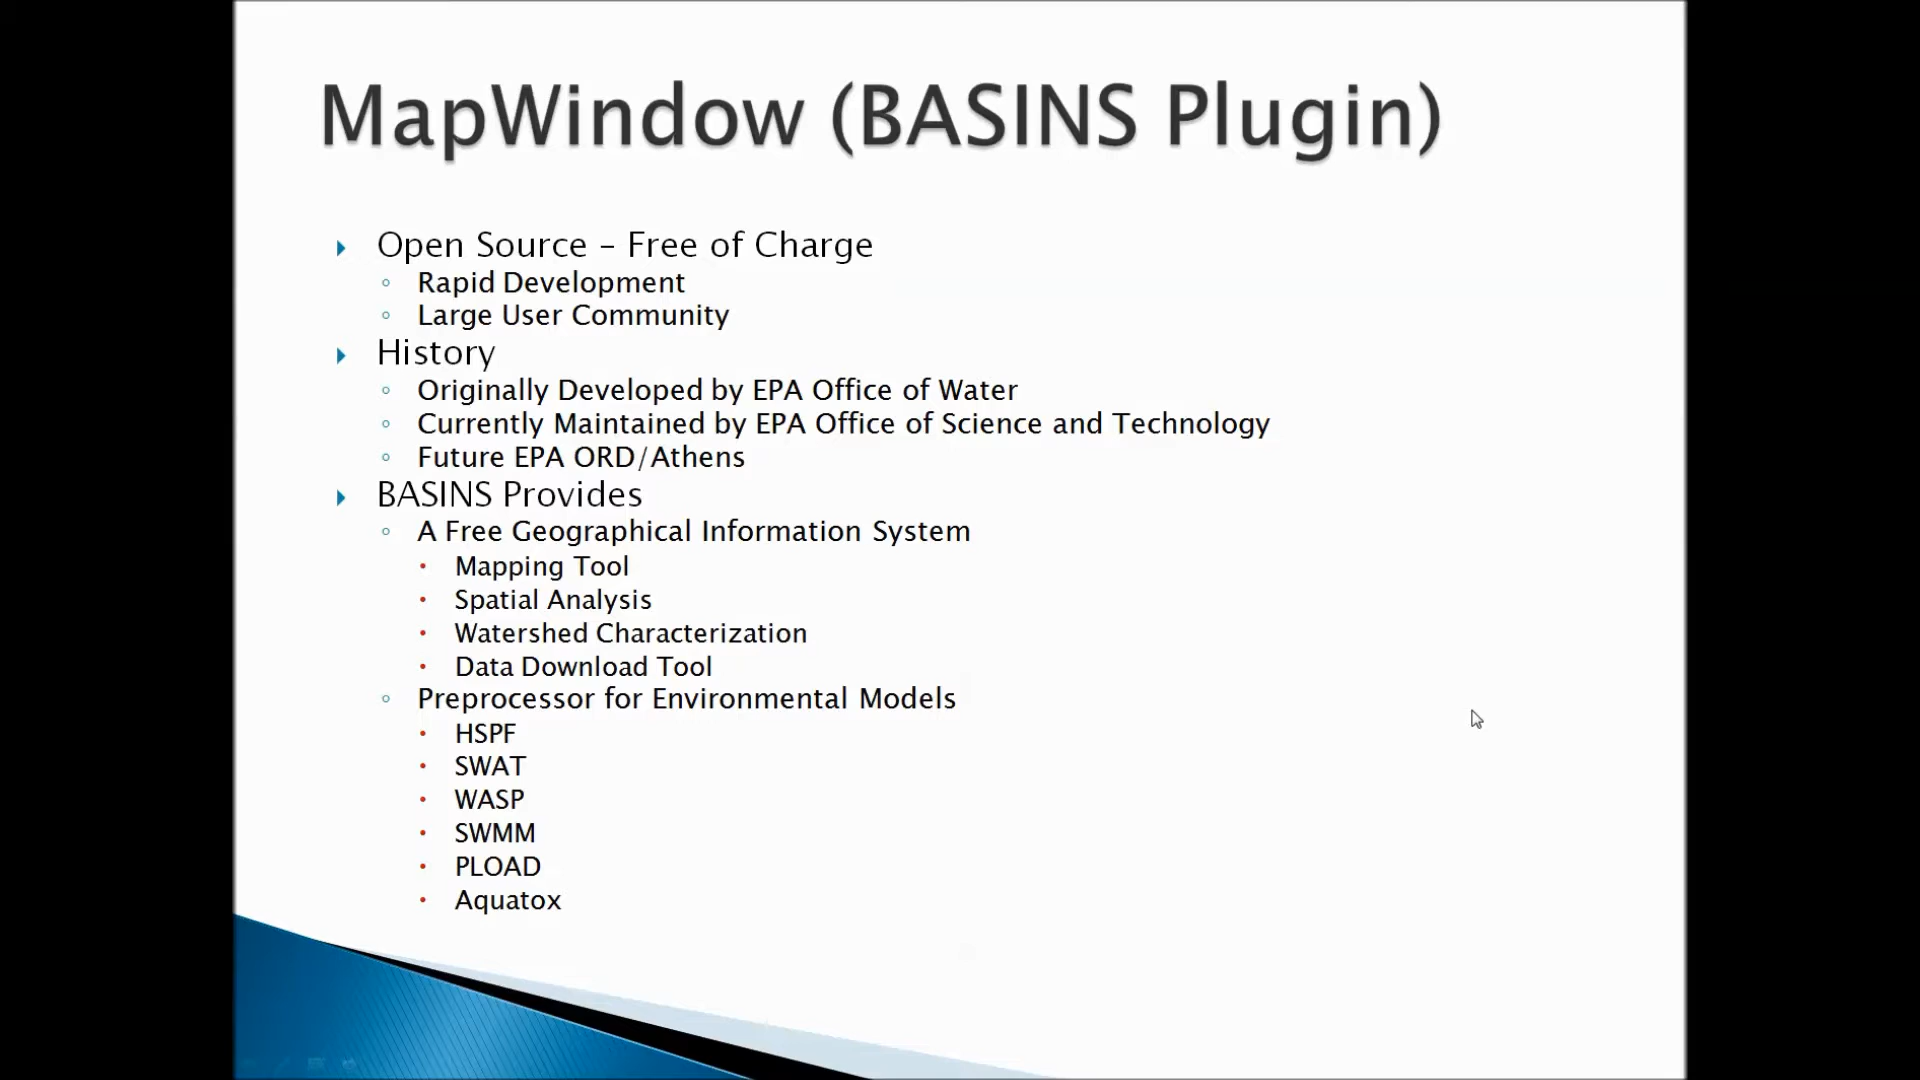 MapWindow (BASINS Plugin)
Open Source – Free of Charge
Rapid Development
Large User Community
History
Originally Developed by EPA Office of Water
Currently Maintained by EPA Office of Science and Technology
Future EPA ORD/Athens
BASINS Provides
A Free Geographical Information System
Mapping Tool
Spatial Analysis
Watershed Characterization
Data Download Tool
Preprocessor for Environmental Models
HSPF
SWAT
WASP
SWMM
PLOAD
Aquatox